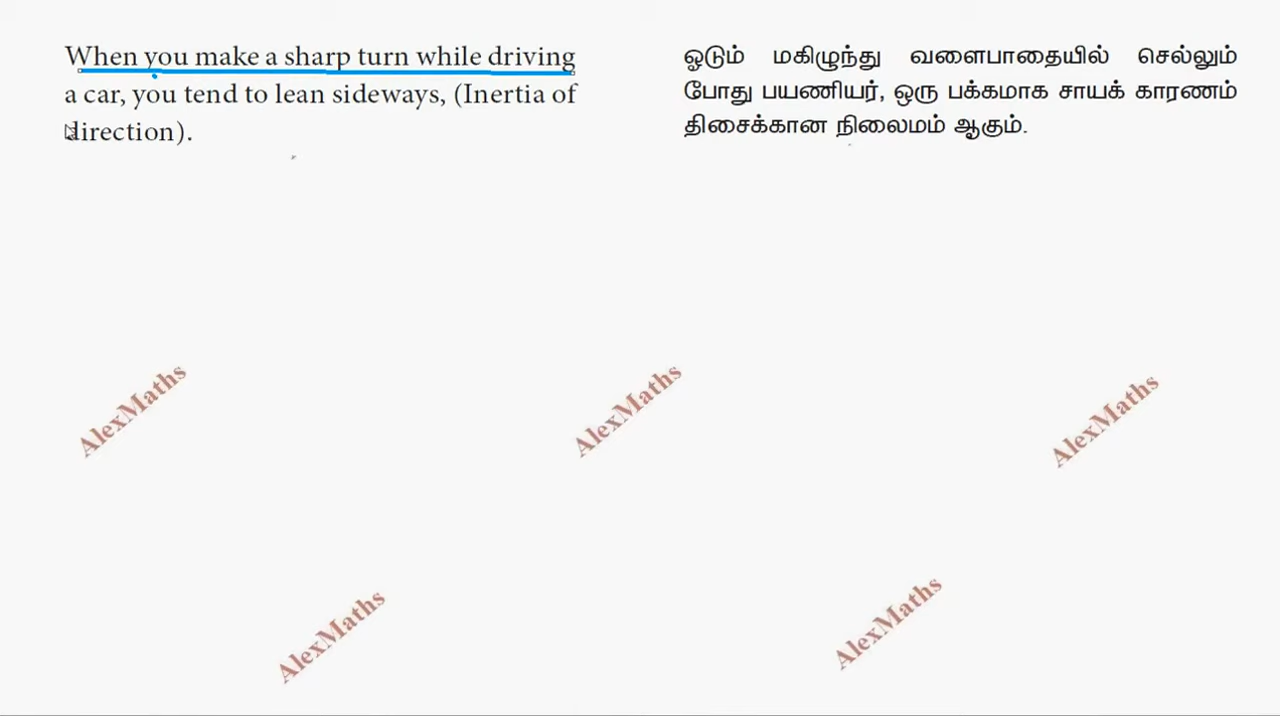 When you make a sharp turn while driving
a car, you tend to lean sideways, (Inertia of
direction).
ஓடும் மகிழுந்து வளைபாதையில் செல்லும்
போது பயணியர், ஒரு பக்கமாக சாயக் காரணம்
திசைக்கான நிலைமம் ஆகும்.
AlexMaths
AlexMaths
AlexMaths
AlexMaths
AlexMaths